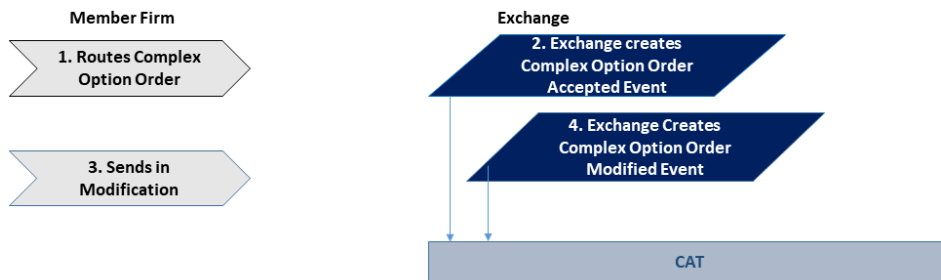 Member Firm
Exchange
1. Routes Complex
Option Order
2. Exchange creates
Complex Option Order
Accepted Event
3. Sends in
Modification
4. Exchange Creates
Complex Option Order
Modified Event
CAT